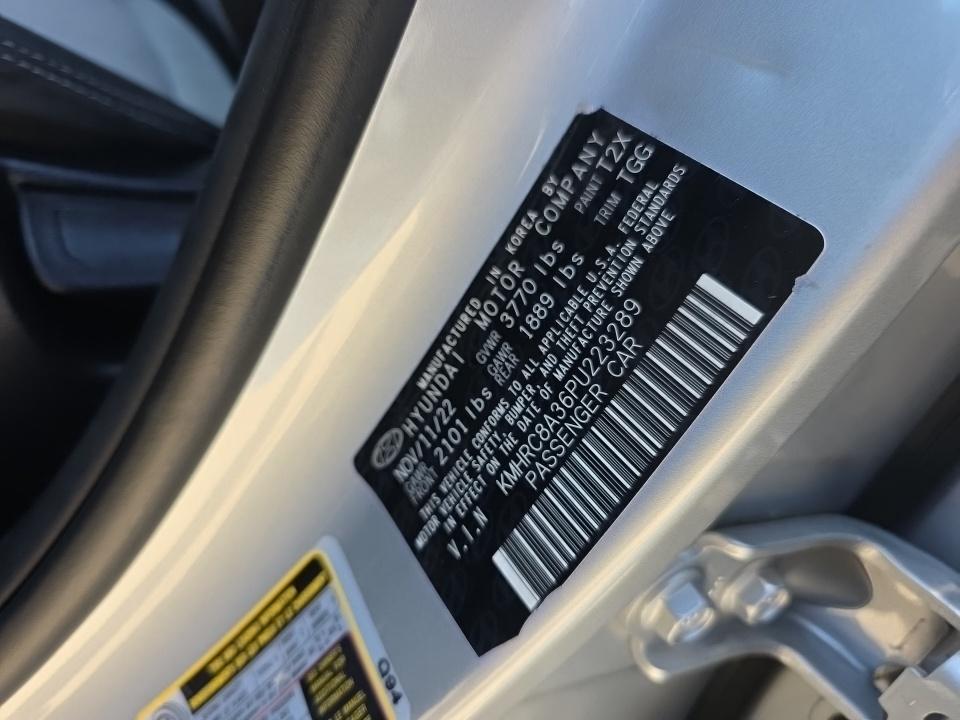 MANUFACTURED IN KOREA BY
HYUNDAI MOTOR COMPANY
NOV/11/22 GVWR 3770 lbs PAINT T2X
GAWR FRONT 2101 lbs GAWR REAR 1889 lbs TRIM TGG
THIS VEHICLE CONFORMS TO ALL APPLICABLE U.S.A. FEDERAL
MOTOR VEHICLE SAFETY, BUMPER, AND THEFT PREVENTION STANDARDS
IN EFFECT ON THE DATE OF MANUFACTURE SHOWN ABOVE
V.I.N KMHRC8A36PU223289
PASSENGER CAR
094